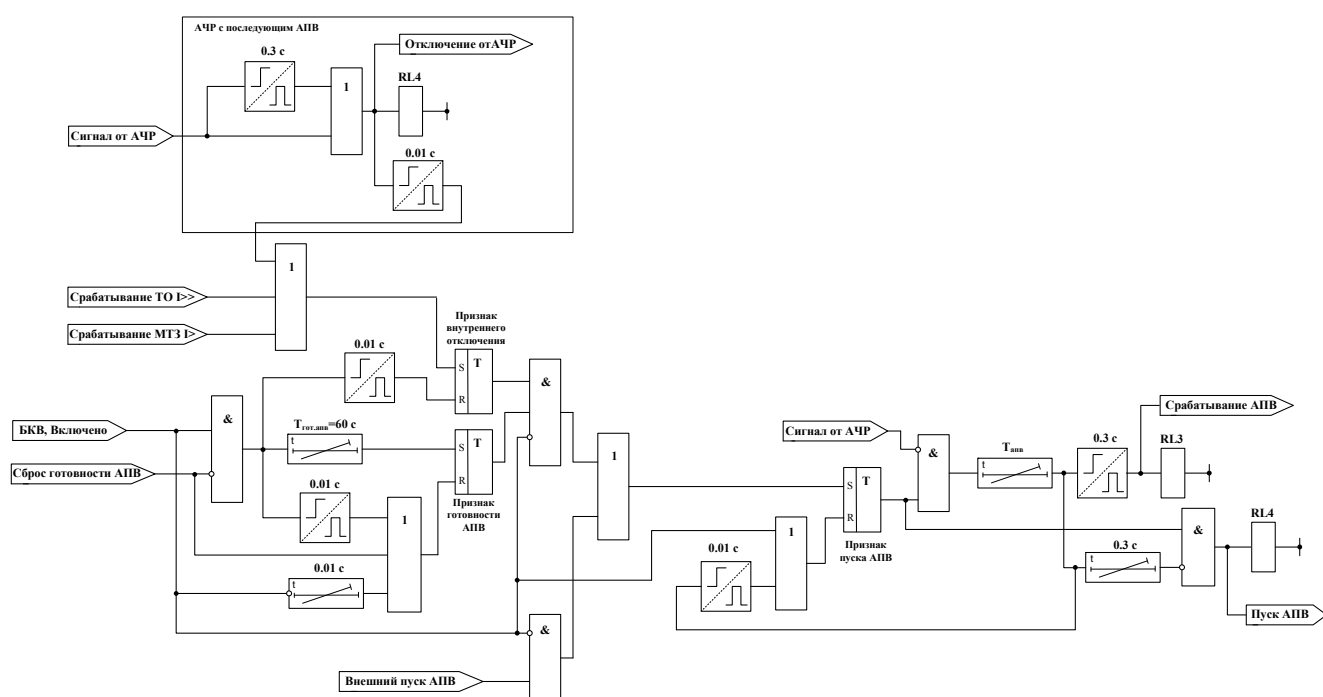 АЧР с последующим АПВ
0.3 с
1
Отключение отАЧР
RL4
Сигнал от АЧР
0.01 с
1
Срабатывание ТО I>>
Срабатывание МТЗ I>
Признак
внутреннего
отключения
0.01 с
S
T
R
&
&
БКВ, Включено
Tгот.апв=60 с
t
S
T
R
Сброс готовности АПВ
Признак
готовности
АПВ
0.01 с
1
0.01 с
t
1
&
Внешний пуск АПВ
Сигнал от АЧР
&
Tапв
t
0.3 с
Срабатывание АПВ
RL3
S
T
R
Признак
пуска АПВ
0.01 с
1
0.3 с
t
&
RL4
Пуск АПВ